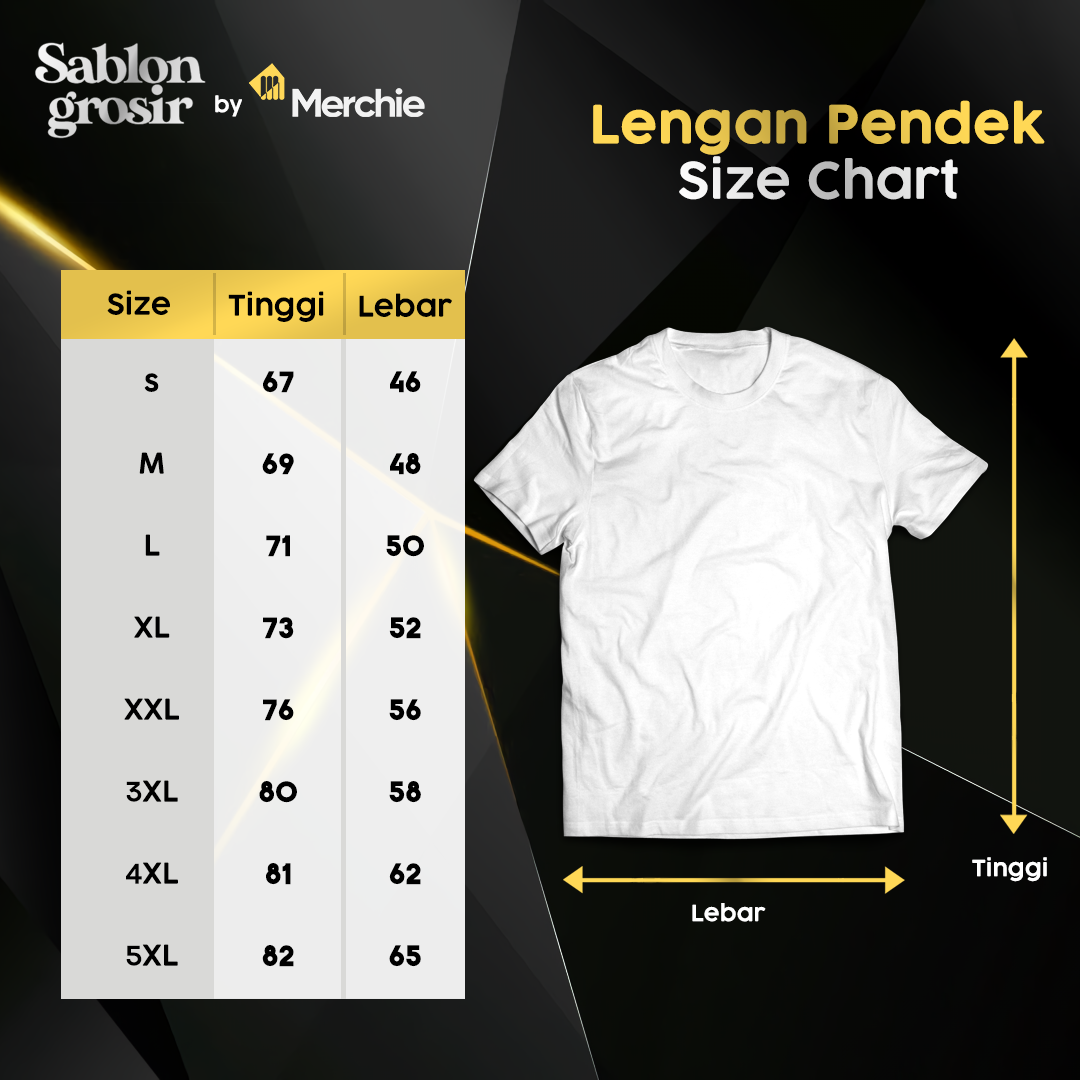 Sablon
grosir by Merchie
Lengan Pendek
Size Chart
Size Tinggi Lebar
S 67 46
M 69 48
L 71 50
XL 73 52
XXL 76 56
3XL 80 58
4XL 81 62
5XL 82 65
Tinggi
Lebar